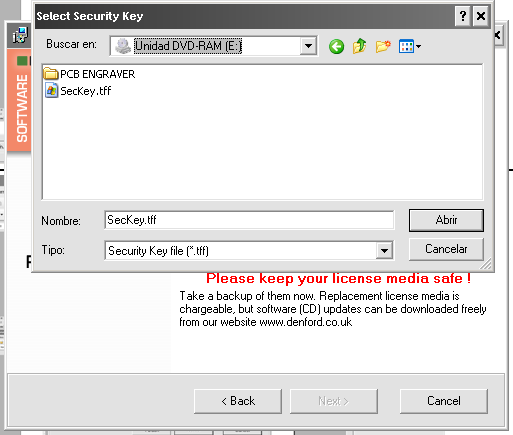 Select Security Key
Buscar en:
Unidad DVD-RAM (E:)
SOFTWARE
PCB ENGRAVER
SecKey.tff
Nombre:
SecKey.tff
Abrir
Tipo:
Security Key file (*.tff)
Cancelar
Please keep your license media safe !
Take a backup of them now. Replacement license media is
chargeable, but software (CD) updates can be downloaded freely
from our website www.denford.co.uk
< Back
Next >
Cancel